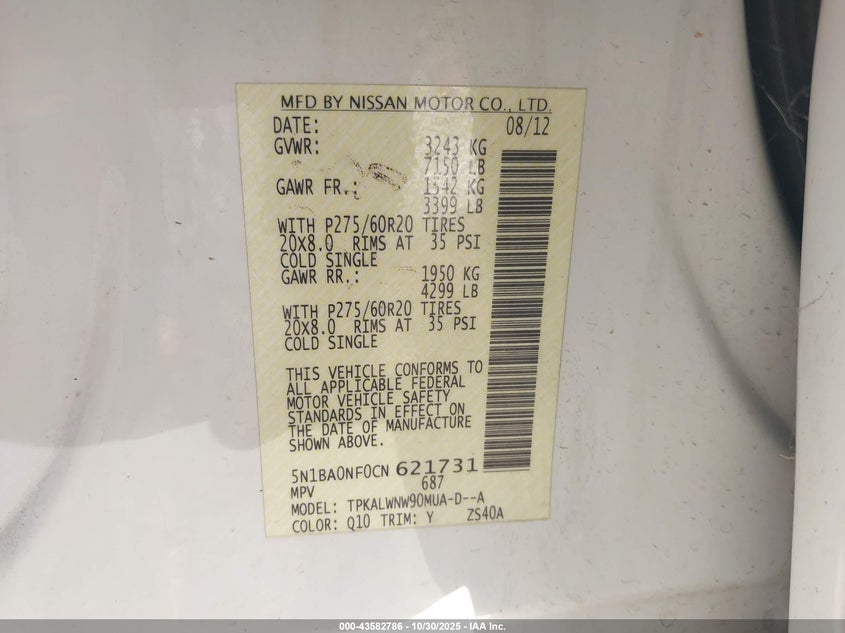 MFD BY NISSAN MOTOR CO., LTD.
DATE: 08/12
GVWR: 3243 KG
7150 LB
GAWR FR.: 1542 KG
3399 LB
WITH P275/60R20 TIRES
20X8.0 RIMS AT 35 PSI
COLD SINGLE
GAWR RR.: 1950 KG
4299 LB
WITH P275/60R20 TIRES
20X8.0 RIMS AT 35 PSI
COLD SINGLE
THIS VEHICLE CONFORMS TO
ALL APPLICABLE FEDERAL
MOTOR VEHICLE SAFETY
STANDARDS IN EFFECT ON
THE DATE OF MANUFACTURE
SHOWN ABOVE.
5N1BA0NF0CN 621731
MPV 687
MODEL: TPKALWNW90MUA-D--A
COLOR: Q10 TRIM: Y ZS40A
000-43582786 - 10/30/2025 - IAA Inc.